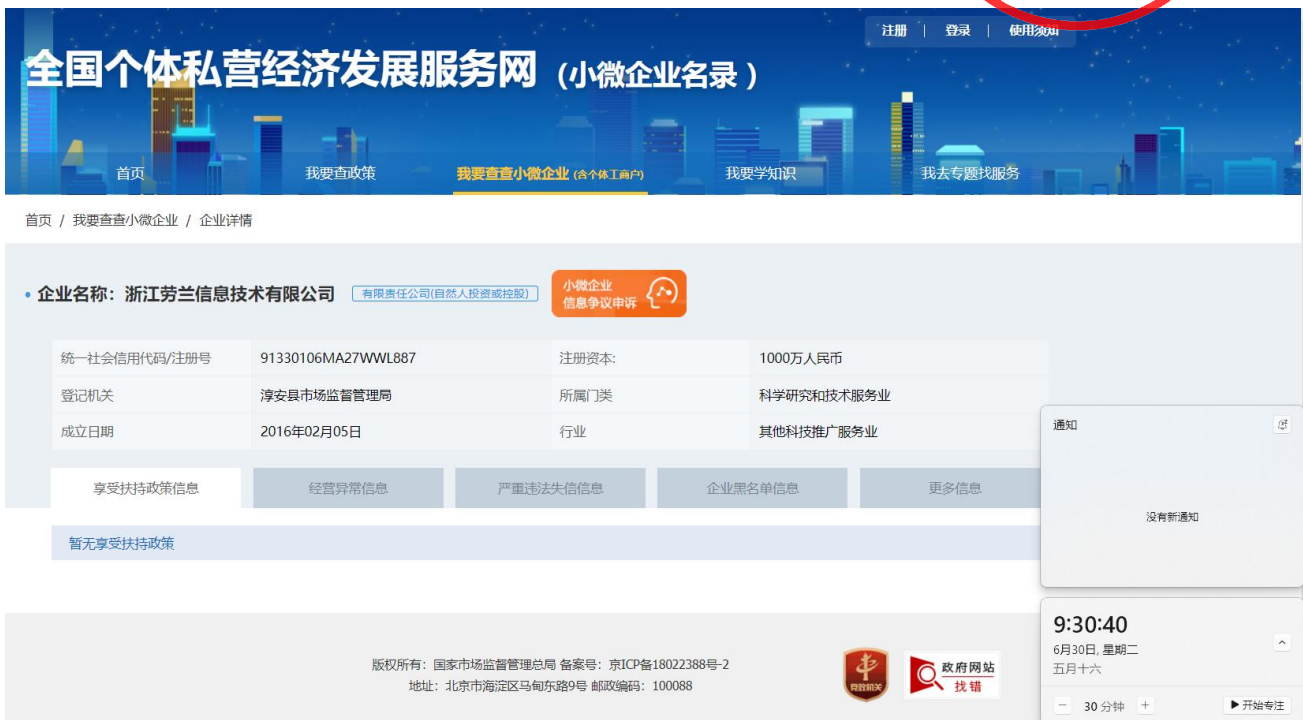 注册 | 登录 | 使用须知
全国个体私营经济发展服务网（小微企业名录）
首页 我要查政策 我要查查小微企业 (含个体工商户) 我要学知识 我去专题找服务
首页 / 我要查查小微企业 / 企业详情
• 企业名称：浙江劳兰信息技术有限公司 有限责任公司(自然人投资或控股)
小微企业
信息争议申诉
统一社会信用代码/注册号 91330106MA27WWL887 注册资本: 1000万人民币
登记机关 淳安县市场监督管理局 所属门类 科学研究和技术服务业
成立日期 2016年02月05日 行业 其他科技推广服务业
享受扶持政策信息 经营异常信息 严重违法失信信息 企业黑名单信息 更多信息
暂无享受扶持政策
通知
没有新通知
版权所有：国家市场监督管理总局 备案号：京ICP备18022388号-2
地址：北京市海淀区马甸东路9号 邮政编码：100088
党政机关
政府网站
找错
9:30:40
6月30日, 星期二
五月十六
− 30 分钟 + ▶开始专注